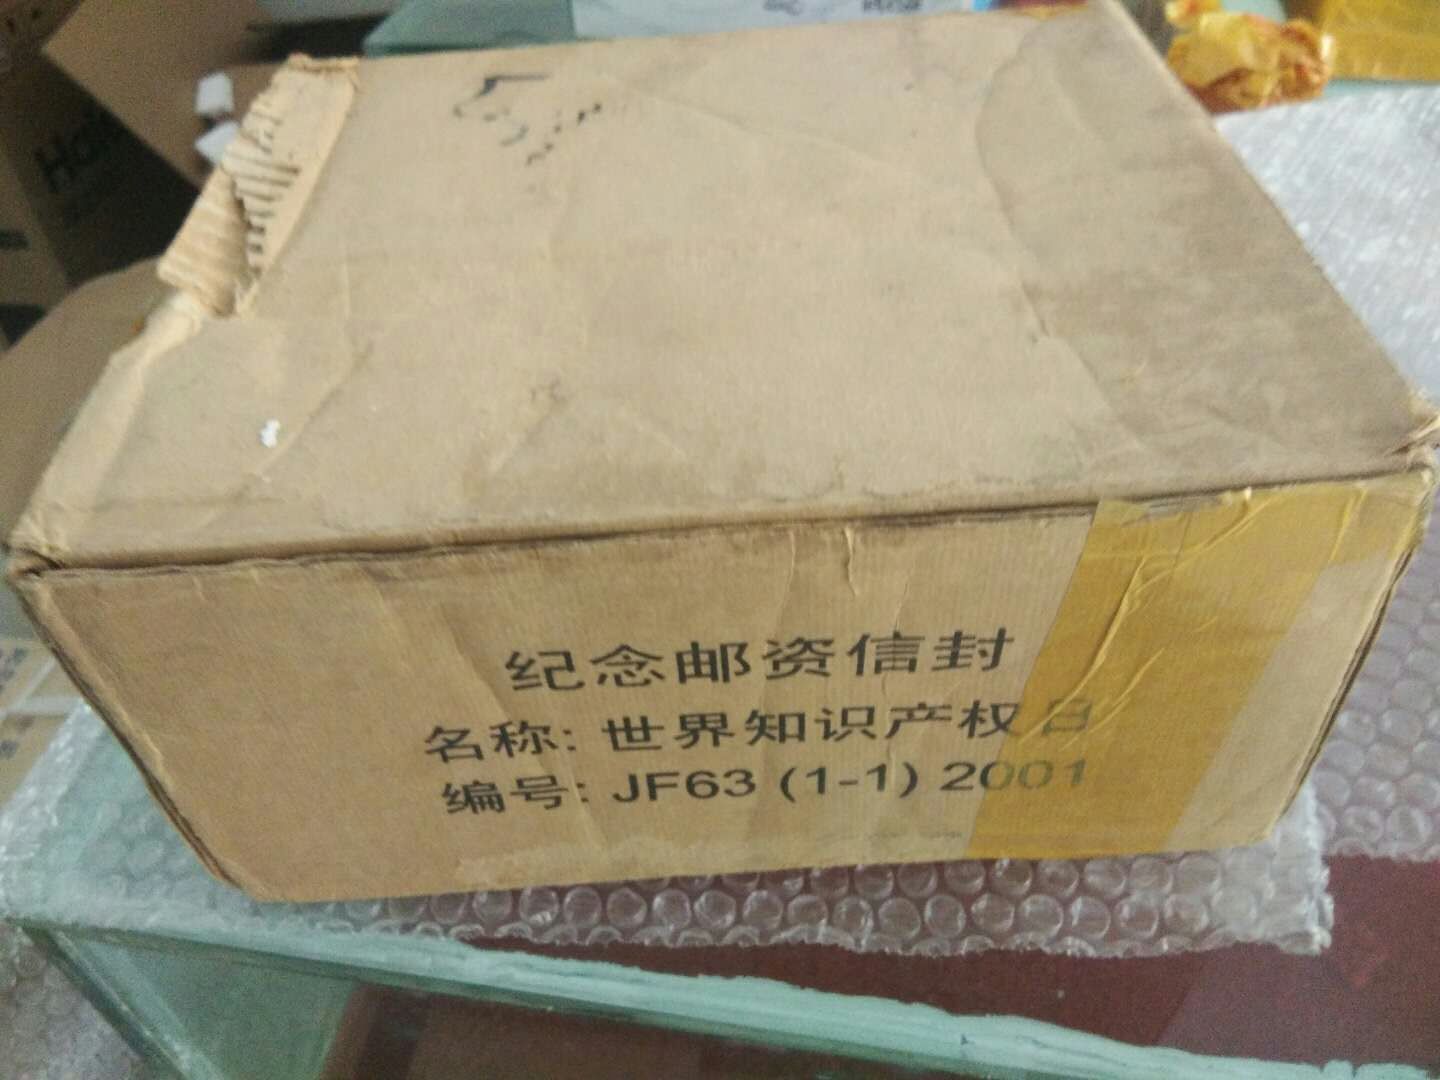 纪念邮资信封
名称: 世界知识产权日
编号: JF63 (1-1) 2001